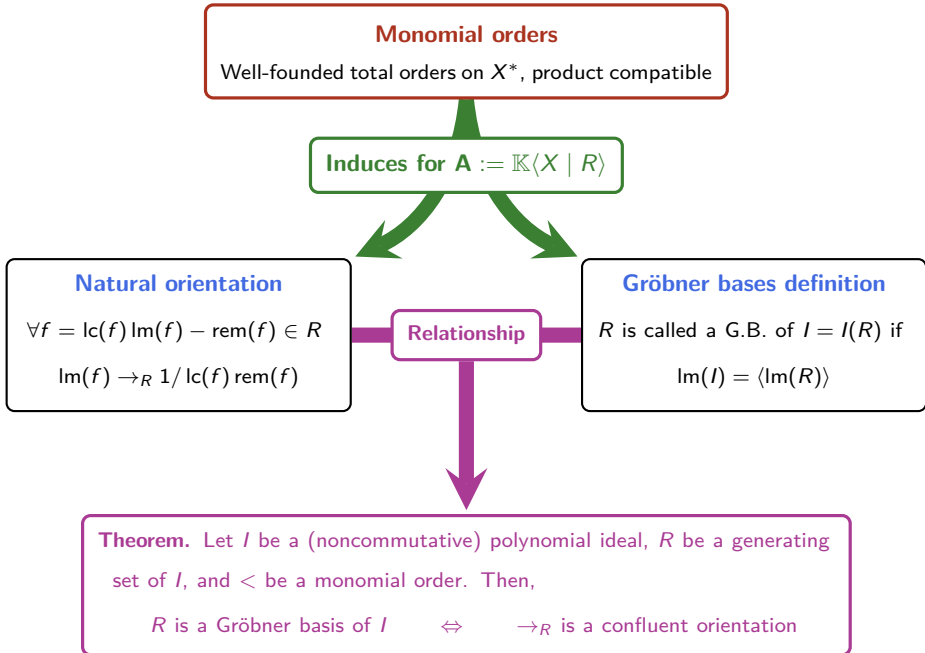 Monomial orders
Well-founded total orders on X*, product compatible
Induces for A := 𝕂⟨X | R⟩
Natural orientation
∀f = lc(f) lm(f) − rem(f) ∈ R
lm(f) →R 1/ lc(f) rem(f)
Relationship
Gröbner bases definition
R is called a G.B. of I = I(R) if
lm(I) = ⟨lm(R)⟩
Theorem. Let I be a (noncommutative) polynomial ideal, R be a generating
set of I, and < be a monomial order. Then,
R is a Gröbner basis of I ⇔ →R is a confluent orientation